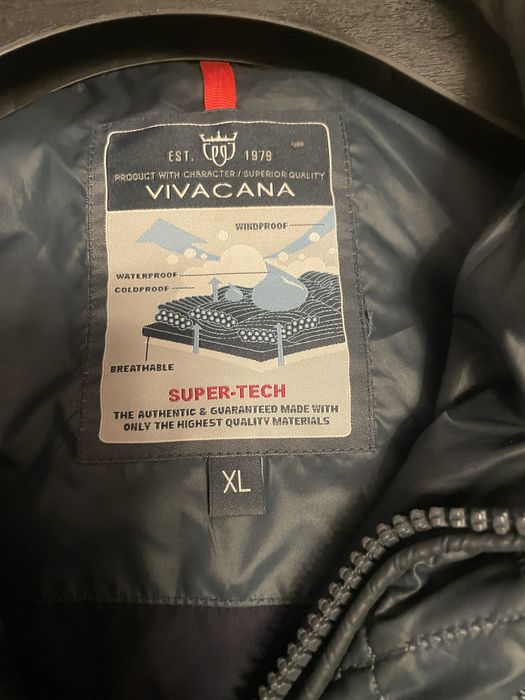 EST. 1979
PRODUCT WITH CHARACTER / SUPERIOR QUALITY
VIVACANA
WINDPROOF
WATERPROOF
COLDPROOF
BREATHABLE
SUPER-TECH
THE AUTHENTIC & GUARANTEED MADE WITH
ONLY THE HIGHEST QUALITY MATERIALS
XL